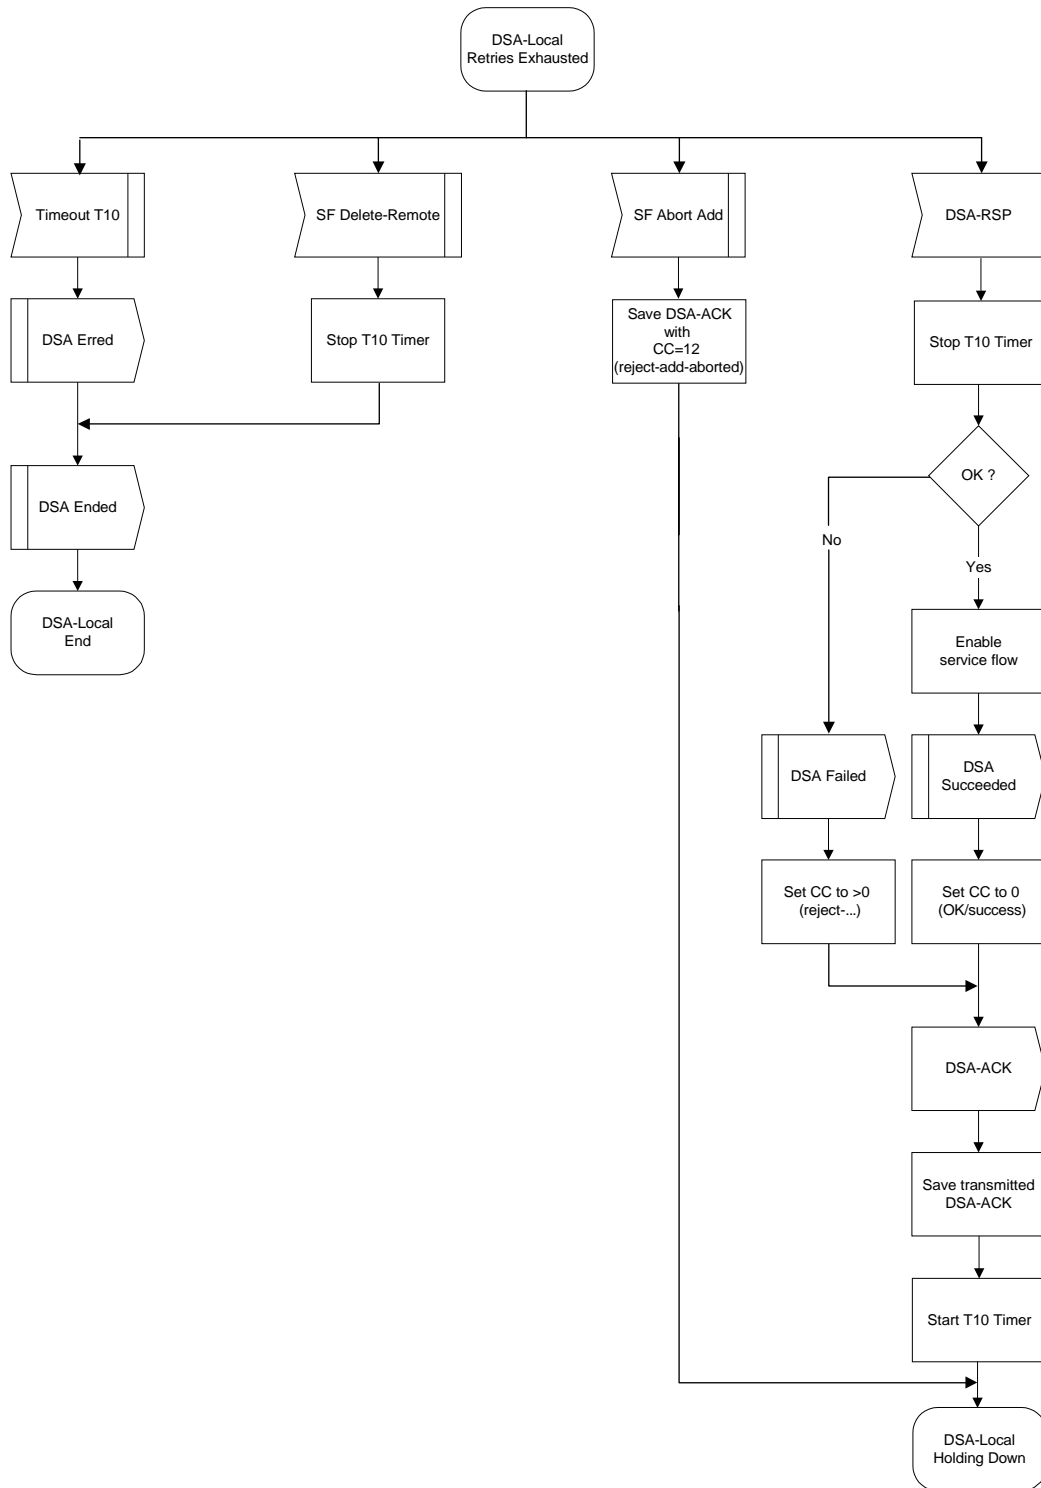 DSA-Local
Retries Exhausted
Timeout T10
SF Delete-Remote
SF Abort Add
DSA-RSP
DSA Erred
Stop T10 Timer
Save DSA-ACK
with
CC=12
(reject-add-aborted)
Stop T10 Timer
DSA Ended
OK ?
No
Yes
DSA-Local
End
Enable
service flow
DSA Failed
DSA
Succeeded
Set CC to >0
(reject-...)
Set CC to 0
(OK/success)
DSA-ACK
Save transmitted
DSA-ACK
Start T10 Timer
DSA-Local
Holding Down